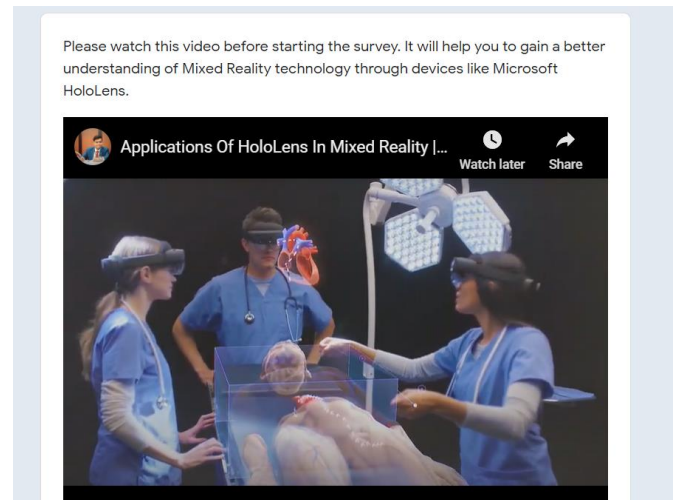 Please watch this video before starting the survey. It will help you to gain a better
understanding of Mixed Reality technology through devices like Microsoft
HoloLens.
Applications Of HoloLens In Mixed Reality |...
Watch later
Share